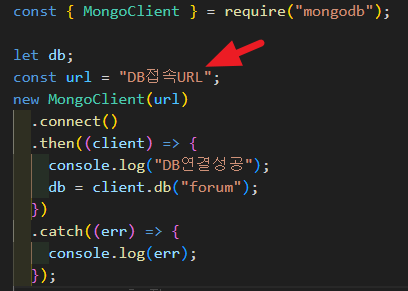 const { MongoClient } = require("mongodb");
let db;
const url = "DB접속URL";
new MongoClient(url)
  .connect()
  .then((client) => {
    console.log("DB연결성공");
    db = client.db("forum");
  })
  .catch((err) => {
    console.log(err);
  });